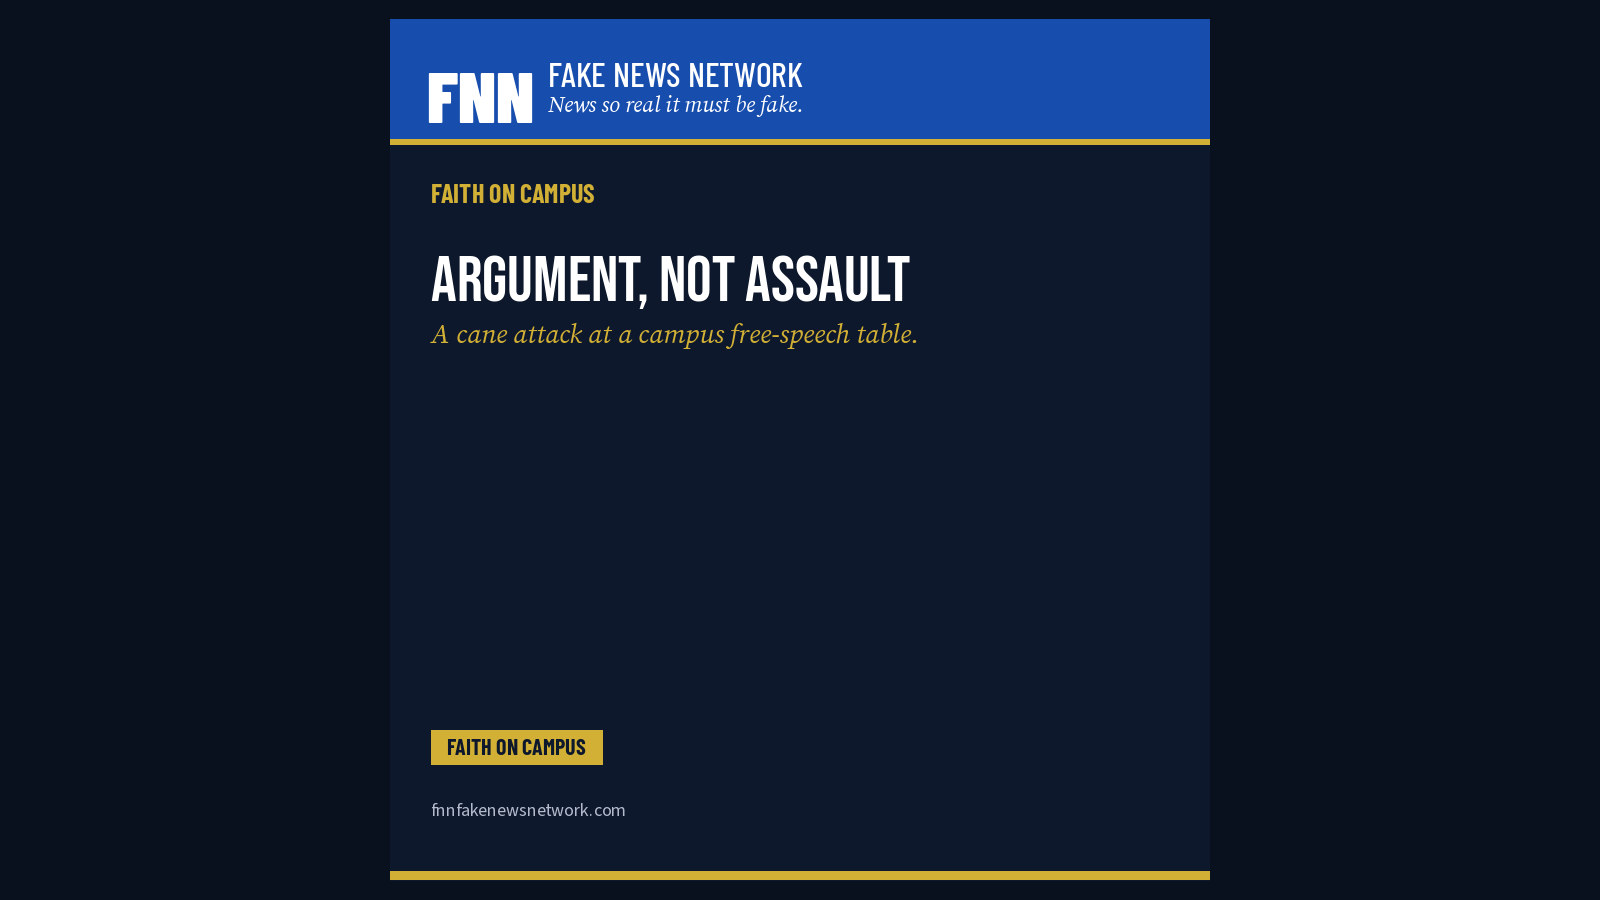 FNN
FAKE NEWS NETWORK
News so real it must be fake.
FAITH ON CAMPUS
ARGUMENT, NOT ASSAULT
A cane attack at a campus free-speech table.
FAITH ON CAMPUS
fnnfakenewsnetwork.com